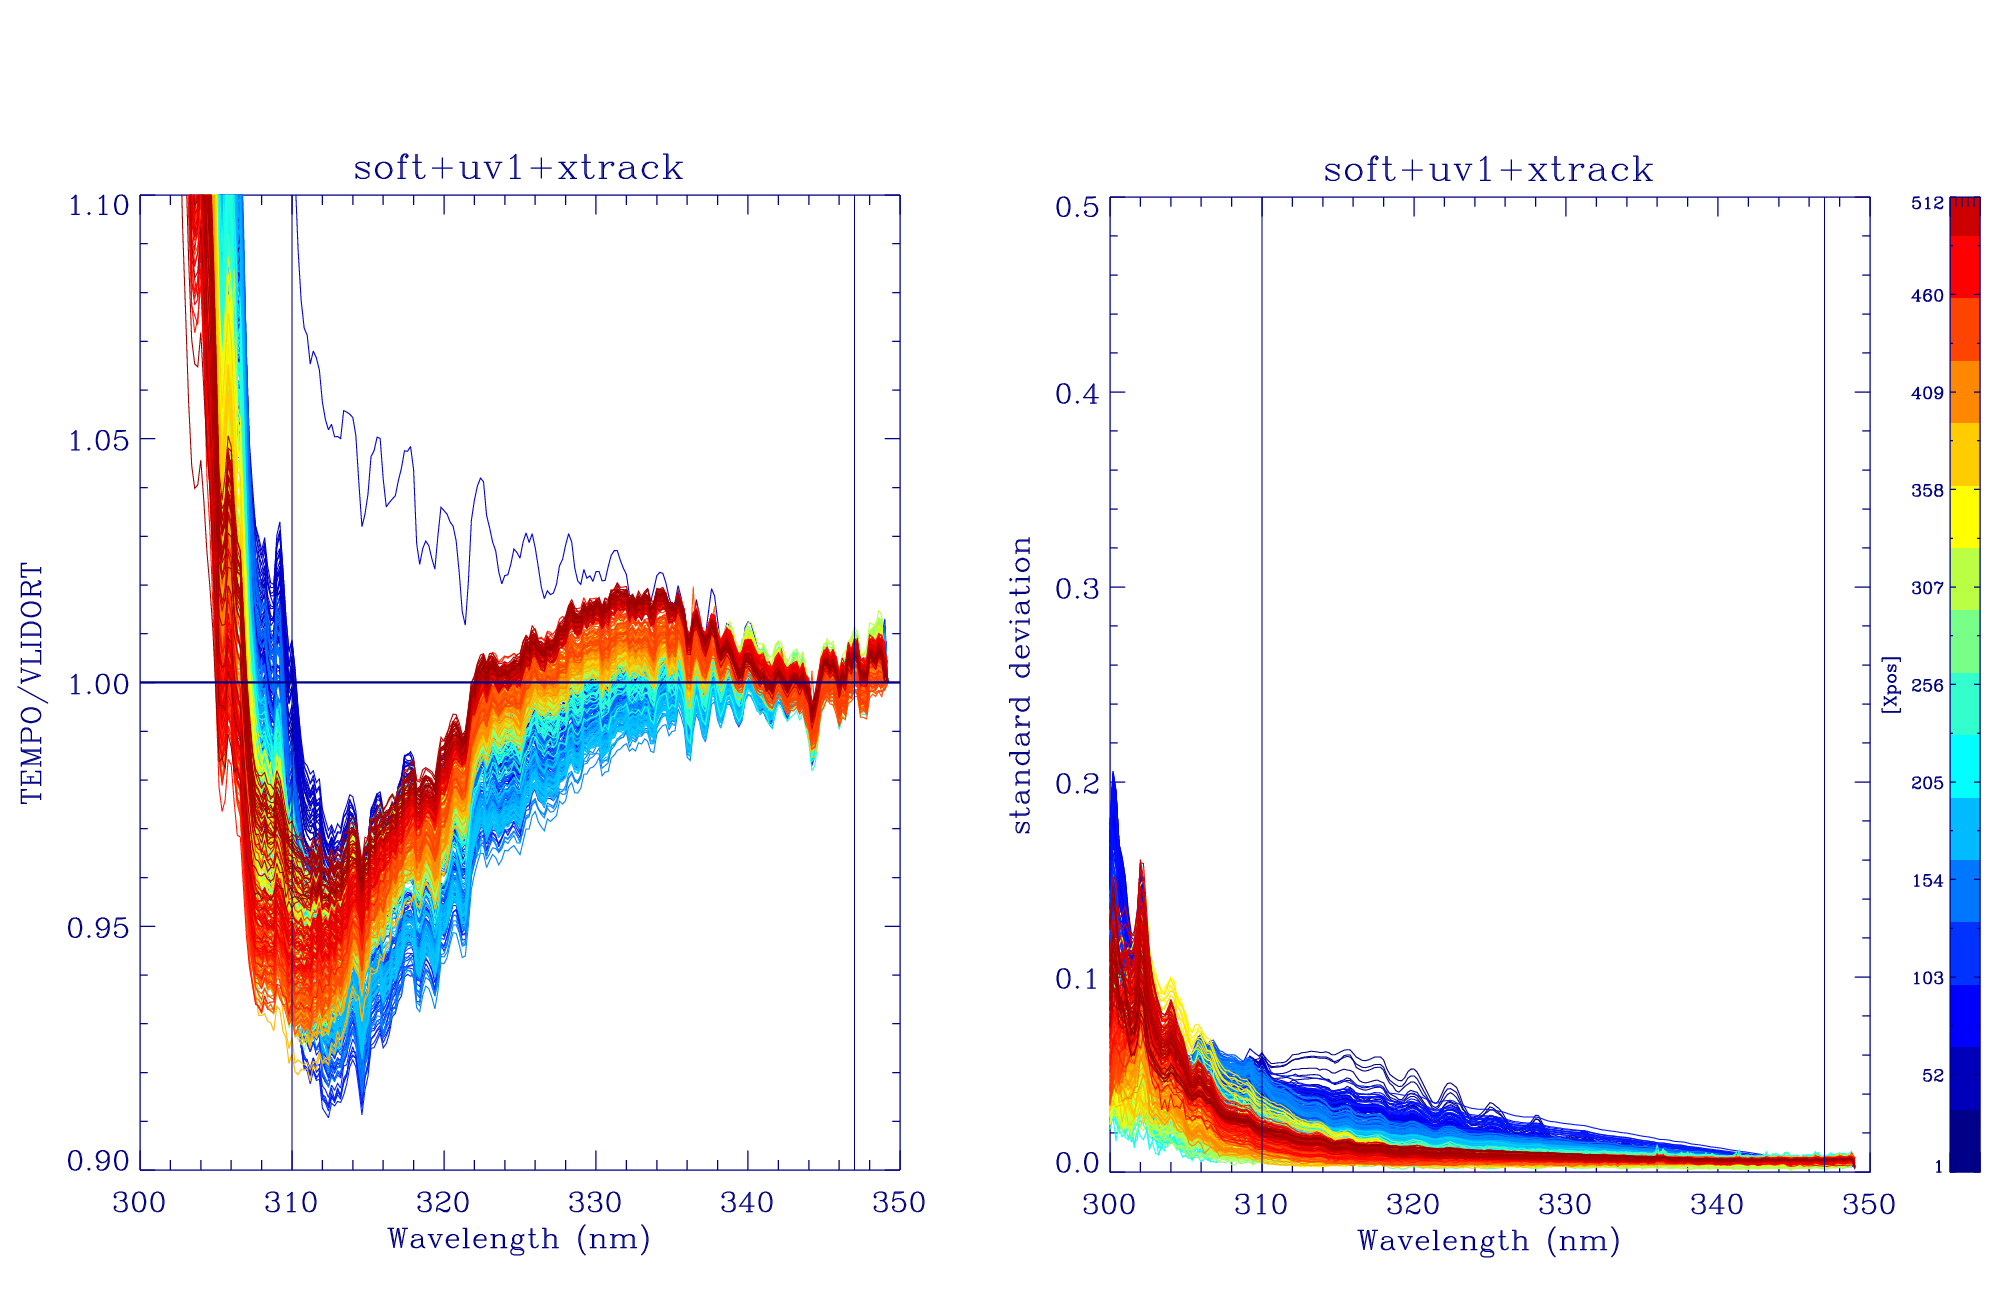 soft+uv1+xtrack
1.10
1.05
1.00
0.95
0.90
TEMPO/VLIDORT
300 310 320 330 340 350
Wavelength (nm)
soft+uv1+xtrack
0.5
0.4
0.3
0.2
0.1
0.0
standard deviation
300 310 320 330 340 350
Wavelength (nm)
512
460
409
358
307
256
205
154
103
52
1
[Xpos]